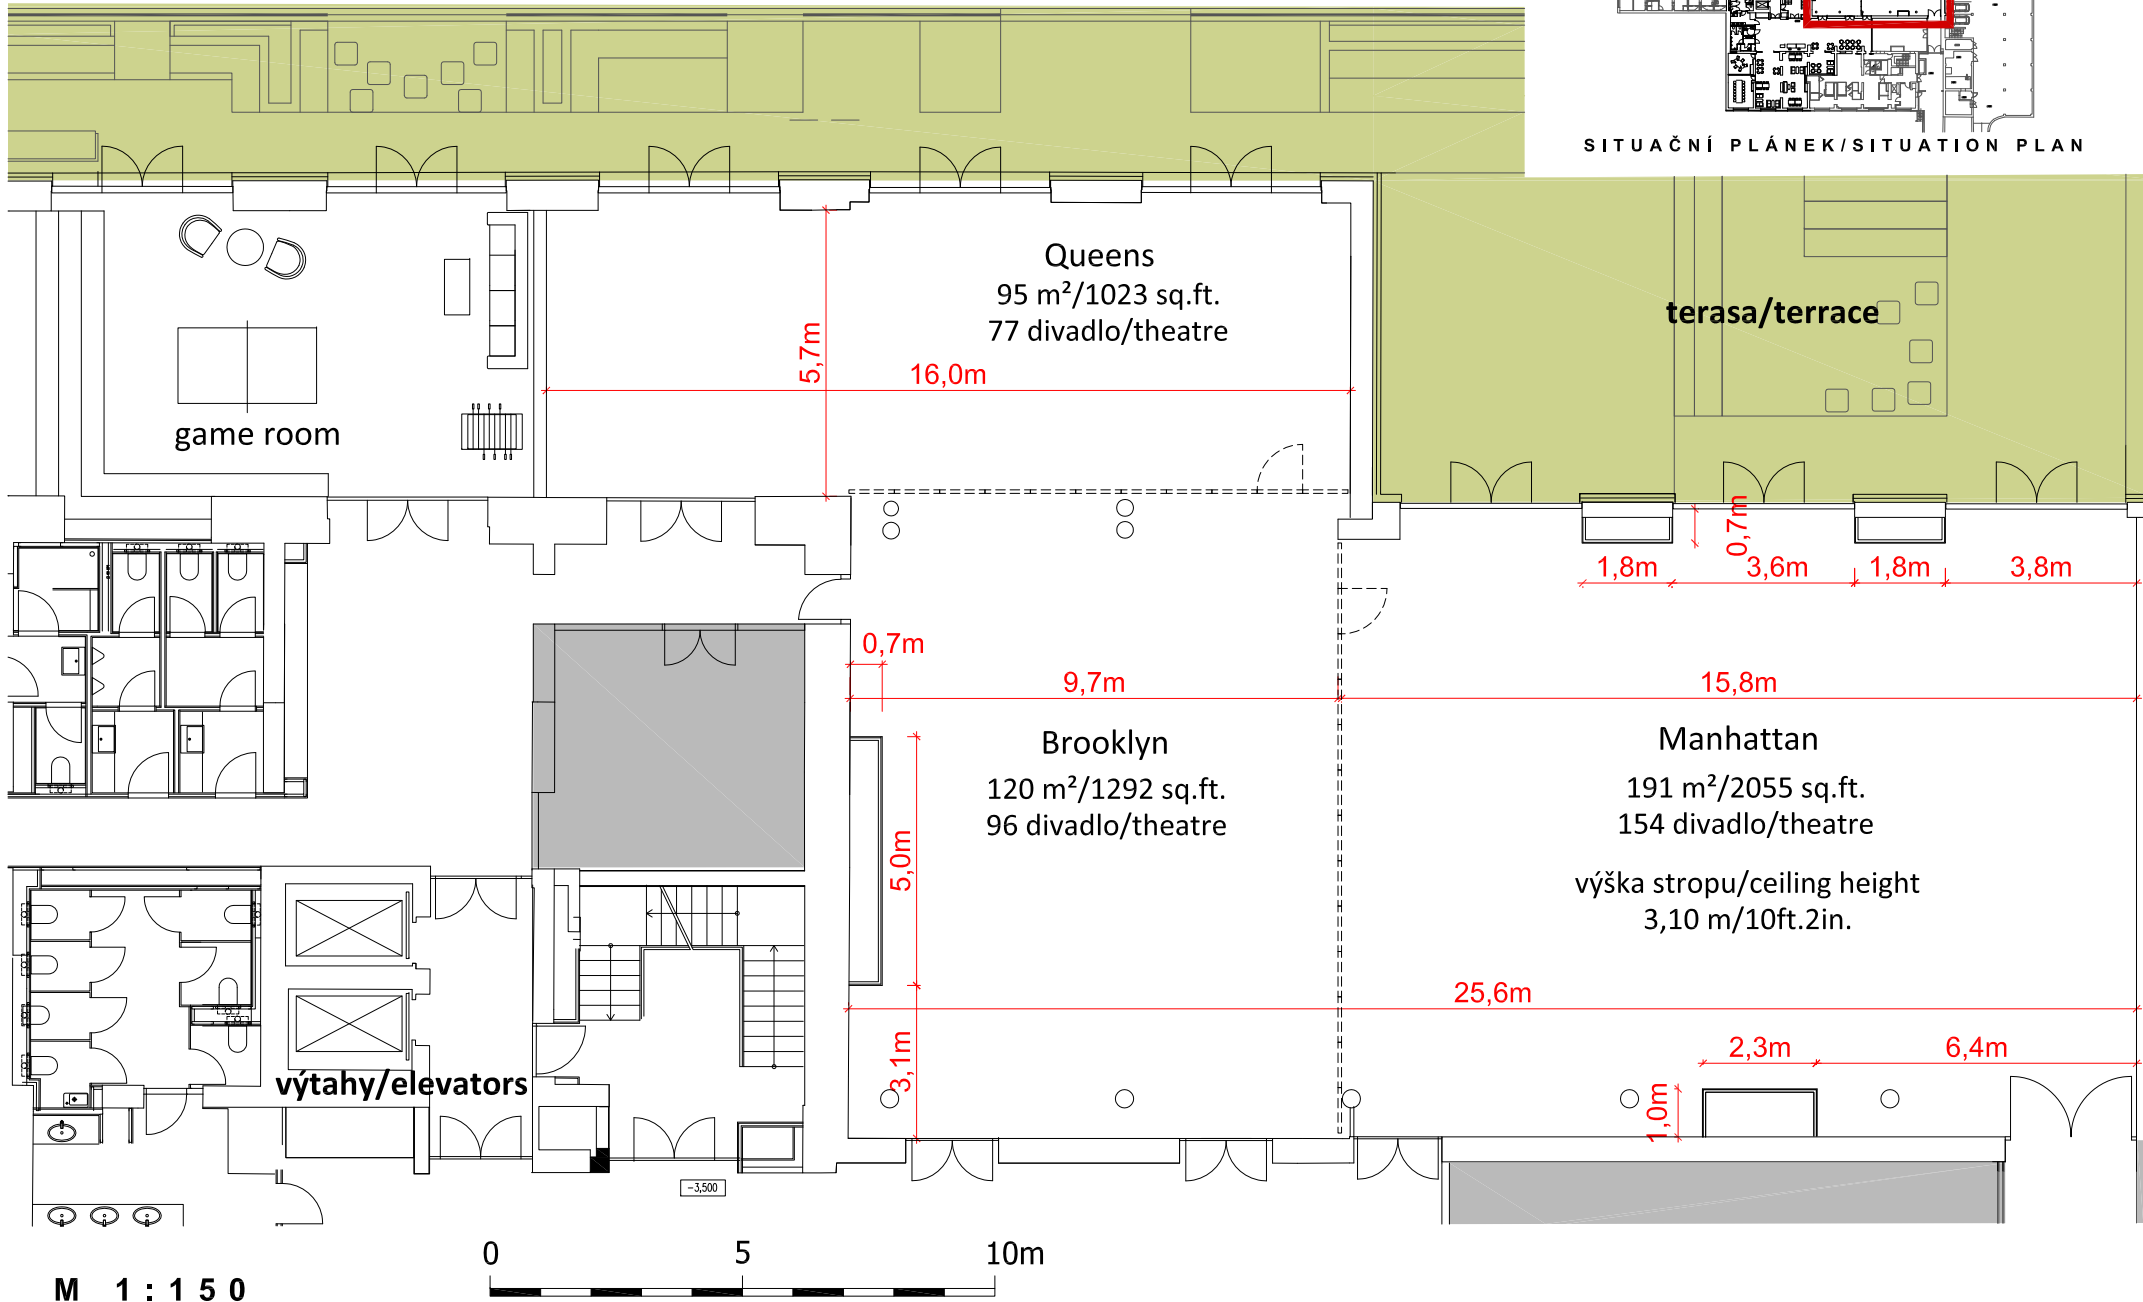 SITUAČNÍ PLÁNEK/SITUATION PLAN
Queens
95 m²/1023 sq.ft.
77 divadlo/theatre
5,7m
16,0m
terasa/terrace
game room
0,7m
1,8m
3,6m
1,8m
3,8m
0,7m
9,7m
15,8m
Brooklyn
120 m²/1292 sq.ft.
96 divadlo/theatre
Manhattan
191 m²/2055 sq.ft.
154 divadlo/theatre
výška stropu/ceiling height
3,10 m/10ft.2in.
5,0m
25,6m
3,1m
2,3m
6,4m
1,0m
výtahy/elevators
-3,500
0 5 10m
M 1:150